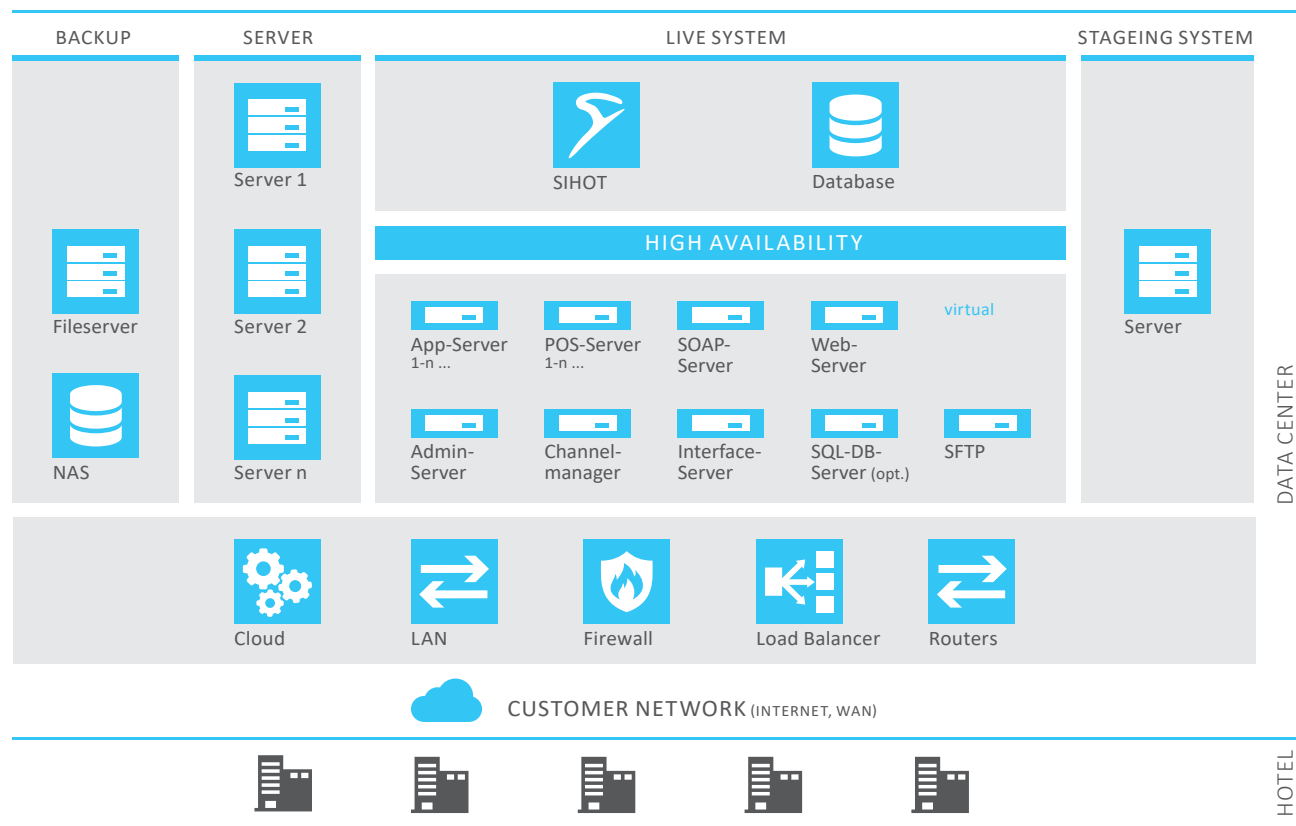 BACKUP
SERVER
LIVE SYSTEM
STAGEING SYSTEM
Server 1
SIHOT
Database
HIGH AVAILABILITY
Fileserver
Server 2
App-Server
1-n ...
POS-Server
1-n ...
SOAP-
Server
Web-
Server
virtual
Server
NAS
Server n
Admin-
Server
Channel-
manager
Interface-
Server
SQL-DB-
Server (opt.)
SFTP
DATA CENTER
Cloud
LAN
Firewall
Load Balancer
Routers
CUSTOMER NETWORK (INTERNET, WAN)
HOTEL